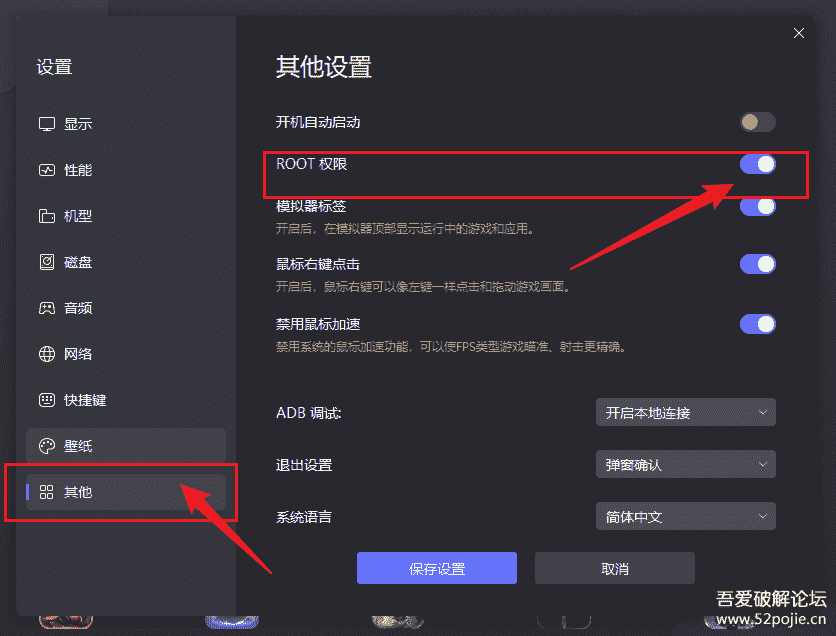 设置
显示
性能
机型
磁盘
音频
网络
快捷键
壁纸
其他
其他设置
开机自动启动
ROOT 权限
模拟器标签
开启后，在模拟器顶部显示运行中的游戏和应用。
鼠标右键点击
开启后，鼠标右键可以像左键一样点击和拖动游戏画面。
禁用鼠标加速
禁用系统的鼠标加速功能，可以使FPS类型游戏瞄准、射击更精确。
ADB 调试:
开启本地连接
退出设置
弹窗确认
系统语言
简体中文
保存设置
取消
吾爱破解论坛
www.52pojie.cn